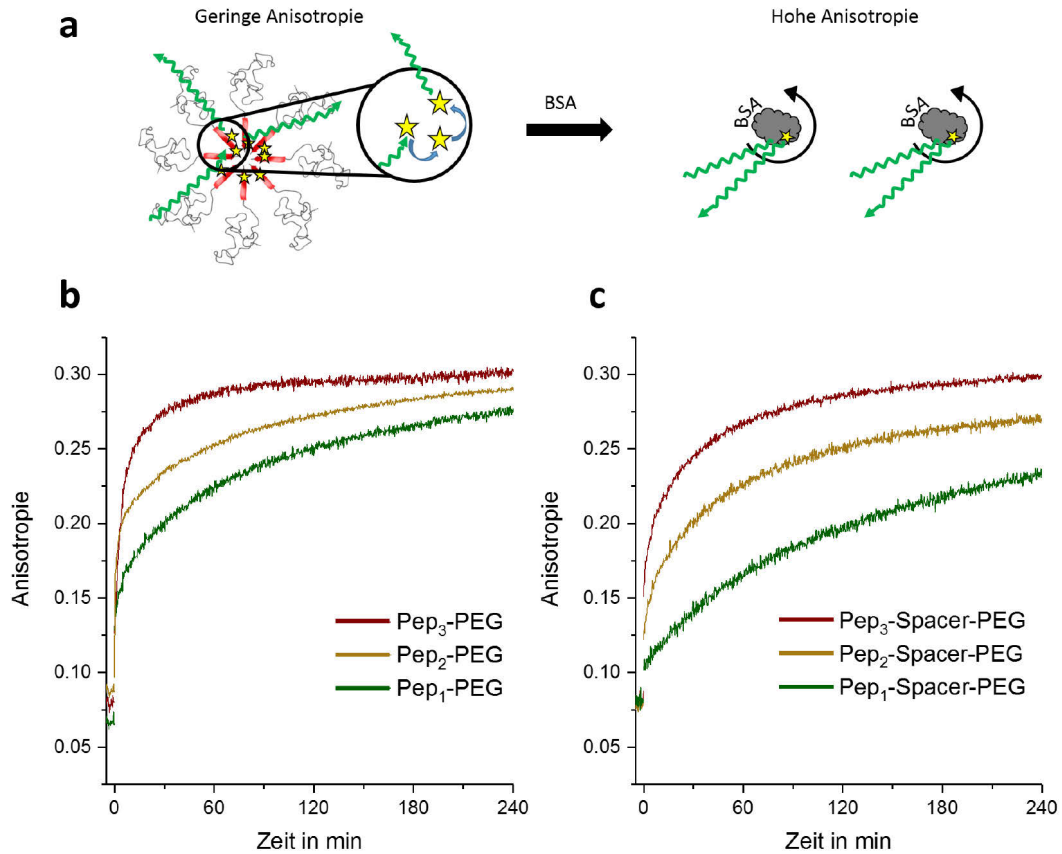 a
Geringe Anisotropie
Hohe Anisotropie
BSA
BSA
BSA
b
c
Anisotropie
0.30
0.25
0.20
0.15
0.10
0.05
Pep₃-PEG
Pep₂-PEG
Pep₁-PEG
0
60
120
180
240
Zeit in min
Anisotropie
0.30
0.25
0.20
0.15
0.10
0.05
Pep₃-Spacer-PEG
Pep₂-Spacer-PEG
Pep₁-Spacer-PEG
0
60
120
180
240
Zeit in min